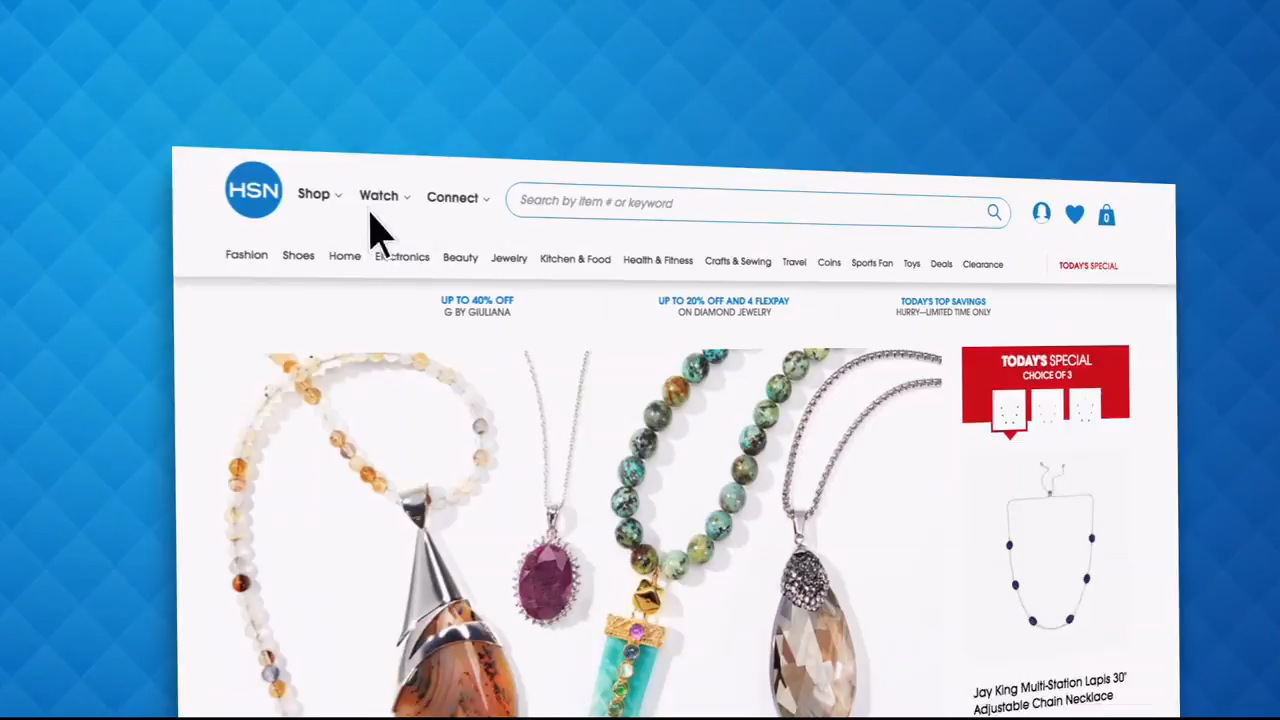 HSN
Shop
Watch
Connect
Search by item # or keyword
0
Fashion
Shoes
Home
Electronics
Beauty
Jewelry
Kitchen & Food
Health & Fitness
Crafts & Sewing
Travel
Coins
Sports Fan
Toys
Deals
Clearance
TODAY'S SPECIAL
UP TO 40% OFF
G BY GIULIANA
UP TO 20% OFF AND 4 FLEXPAY
ON DIAMOND JEWELRY
TODAY'S TOP SAVINGS
HURRY—LIMITED TIME ONLY
TODAY'S SPECIAL
CHOICE OF 3
Jay King Multi-Station Lapis 30"
Adjustable Chain Necklace